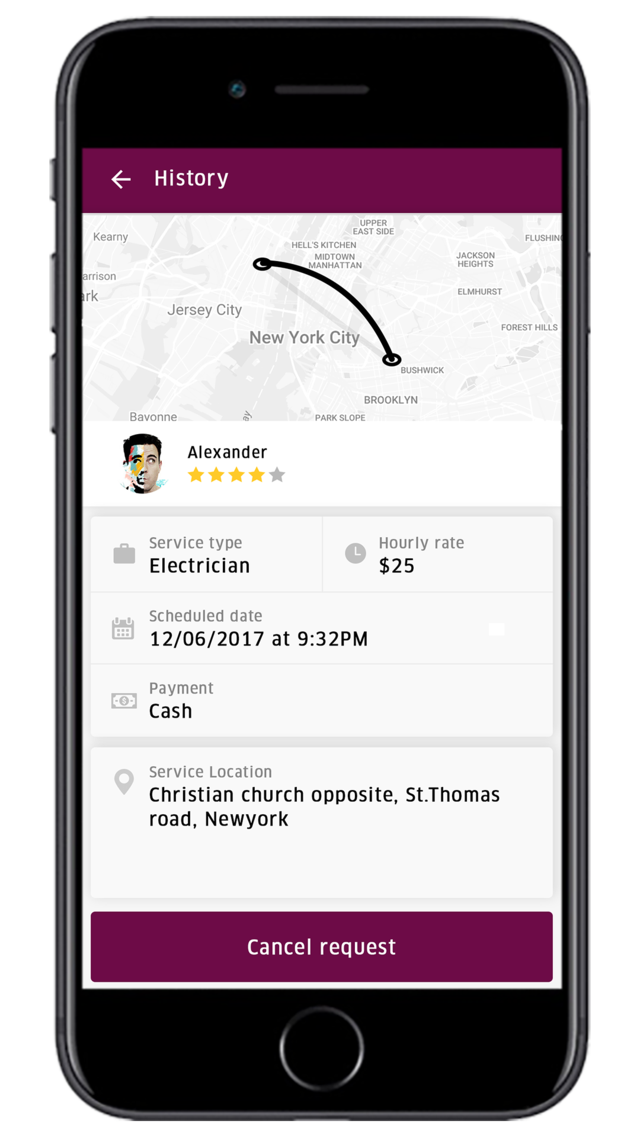 History
UPPER
EAST SIDE
Kearny
HELL'S KITCHEN
FLUSHIN
MIDTOWN
MANHATTAN
JACKSON
HEIGHTS
arrison
ark
ELMHURST
Jersey City
New York City
FOREST HILLS
BUSHWICK
BROOKLYN
Bayonne
PARK SLOPE
Alexander
Service type
Electrician
Hourly rate
$25
Scheduled date
12/06/2017 at 9:32PM
Payment
Cash
Service Location
Christian church opposite, St.Thomas
road, Newyork
Cancel request